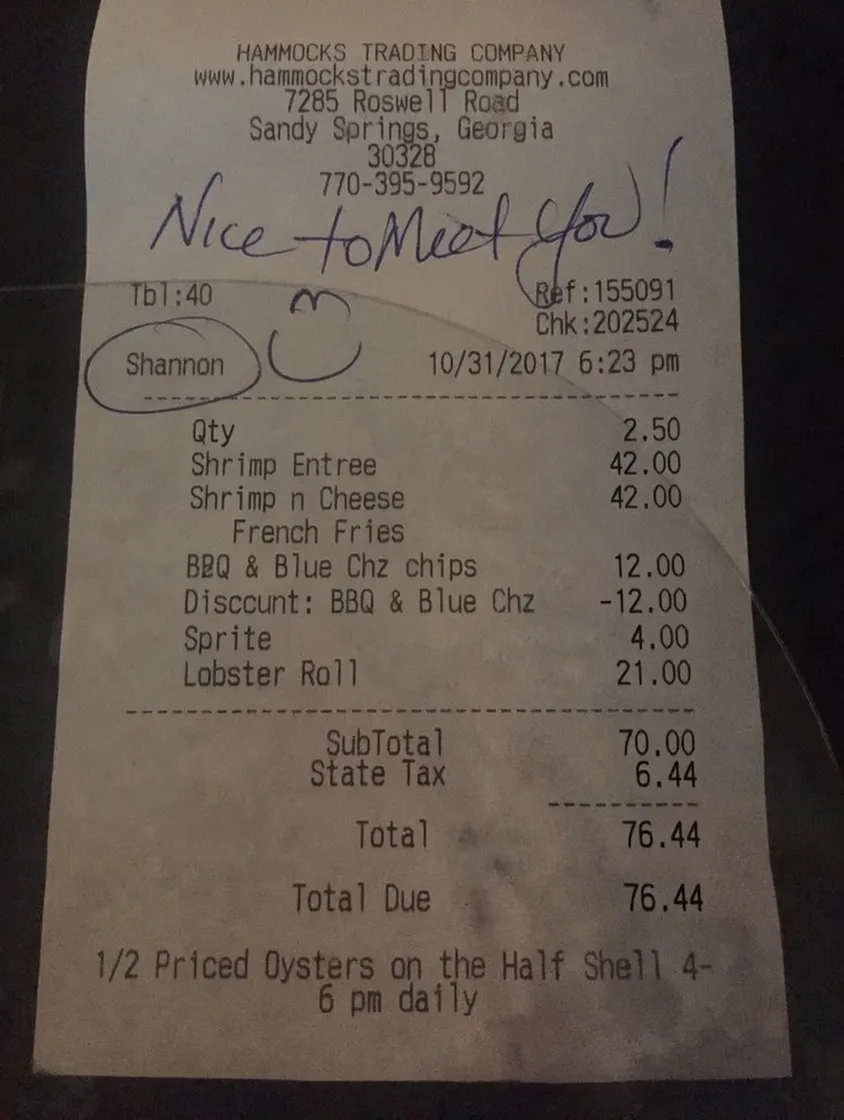 HAMMOCKS TRADING COMPANY
www.hammockstradingcompany.com
7285 Roswell Road
Sandy Springs, Georgia
30328
770-395-9592
Nice to Meet You!
Tbl:40 Ref:155091
Chk:202524
Shannon 10/31/2017 6:23 pm
Qty 2.50
Shrimp Entree 42.00
Shrimp n Cheese 42.00
French Fries
BBQ & Blue Chz chips 12.00
Disccount: BBQ & Blue Chz -12.00
Sprite 4.00
Lobster Roll 21.00
SubTotal 70.00
State Tax 6.44
Total 76.44
Total Due 76.44
1/2 Priced Oysters on the Half Shell 4-
6 pm daily